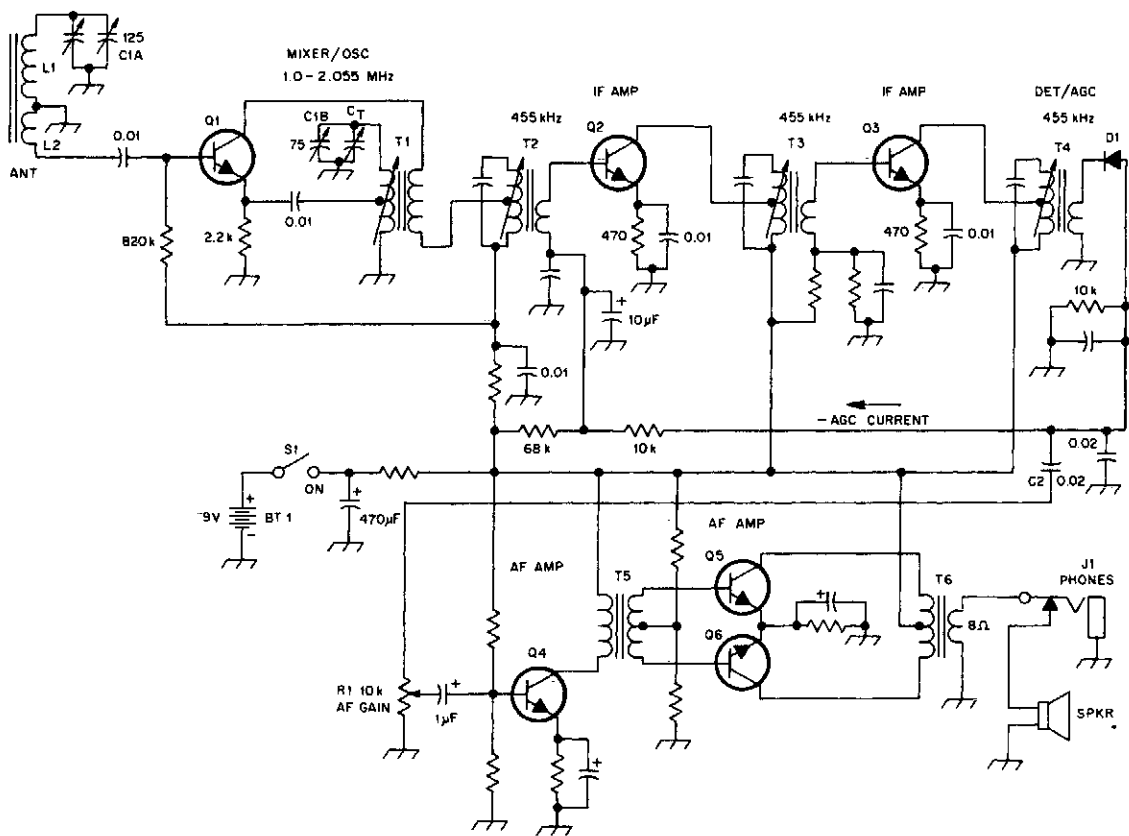 125
C1A
L1
L2
ANT
0.01
MIXER/OSC
1.0-2.055 MHz
Q1
C1B
75
CT
T1
820k
2.2k
0.01
455 kHz
T2
IF AMP
Q2
470
0.01
10µF
0.01
455 kHz
T3
IF AMP
Q3
470
0.01
DET/AGC
455 kHz
T4
D1
10k
-AGC CURRENT
68k
10k
0.02
C2
0.02
S1
ON
9V
BT 1
470µF
AF AMP
R1 10k
AF GAIN
1µF
Q4
T5
AF AMP
Q5
Q6
T6
8Ω
J1
PHONES
SPKR